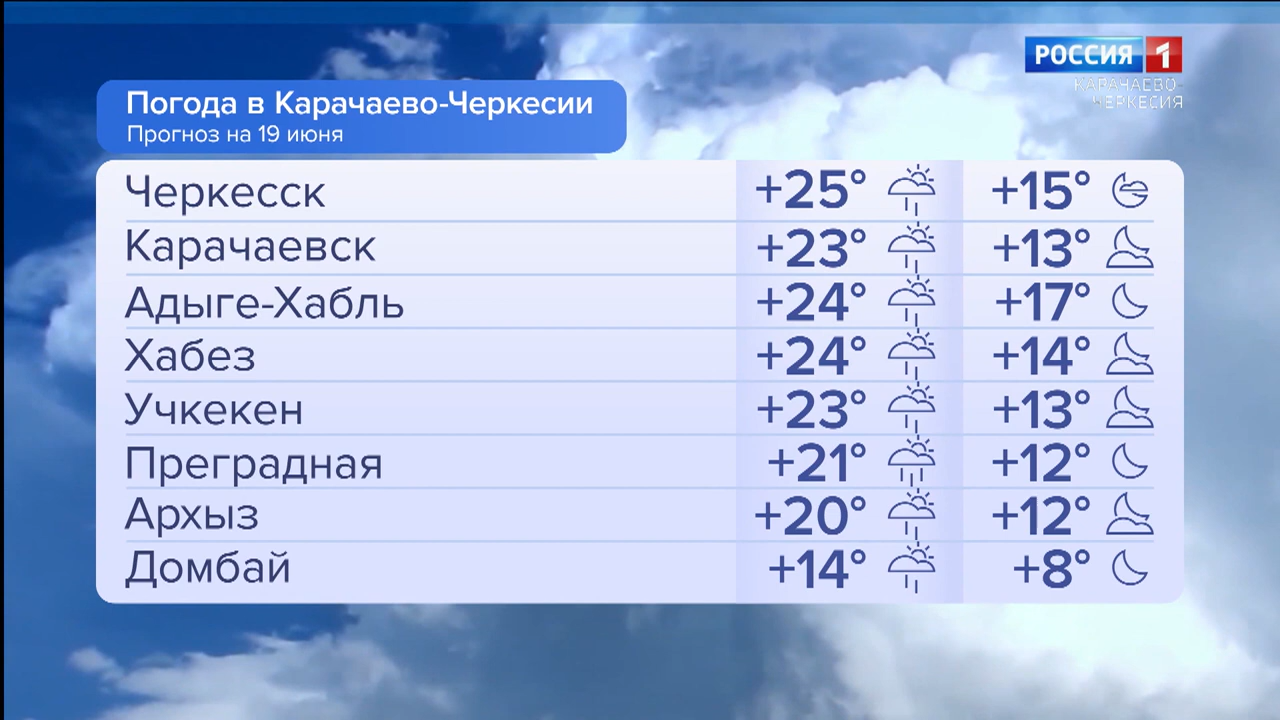 РОССИЯ 1
КАРАЧАЕВО-
ЧЕРКЕСИЯ
Погода в Карачаево-Черкесии
Прогноз на 19 июня
Черкесск +25° +15°
Карачаевск +23° +13°
Адыге-Хабль +24° +17°
Хабез +24° +14°
Учкекен +23° +13°
Преградная +21° +12°
Архыз +20° +12°
Домбай +14° +8°